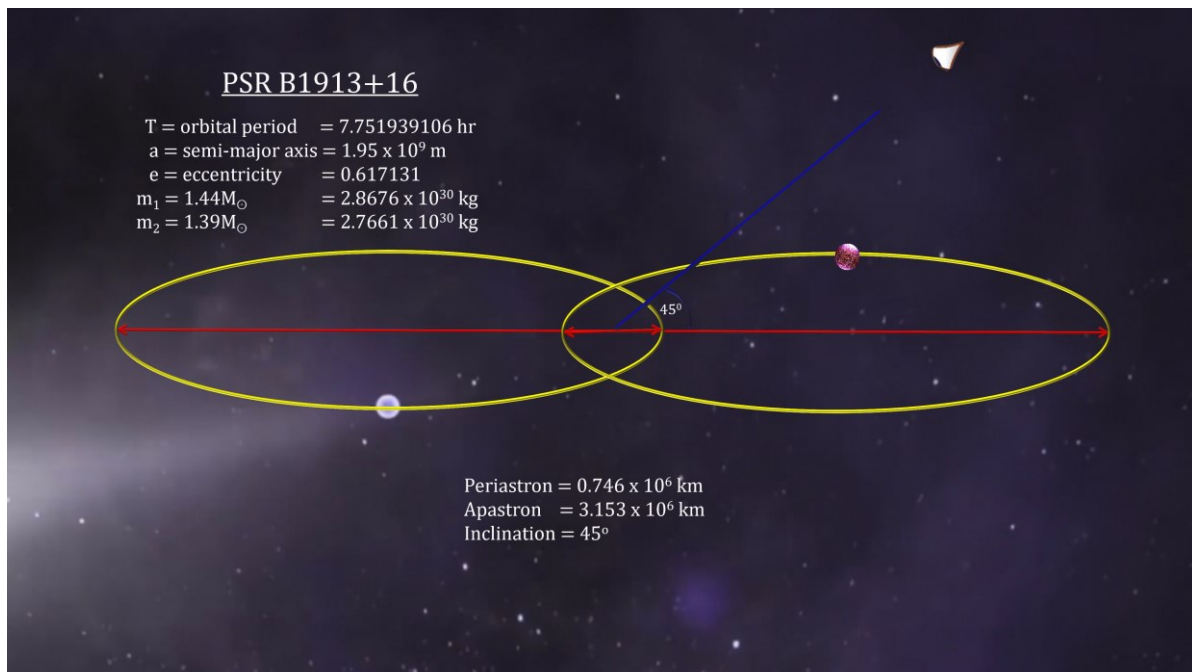 PSR B1913+16
T = orbital period = 7.751939106 hr
a = semi-major axis = 1.95 x 10⁹ m
e = eccentricity = 0.617131
m₁ = 1.44M☉ = 2.8676 x 10³⁰ kg
m₂ = 1.39M☉ = 2.7661 x 10³⁰ kg
45⁰
Periastron = 0.746 x 10⁶ km
Apastron = 3.153 x 10⁶ km
Inclination = 45°